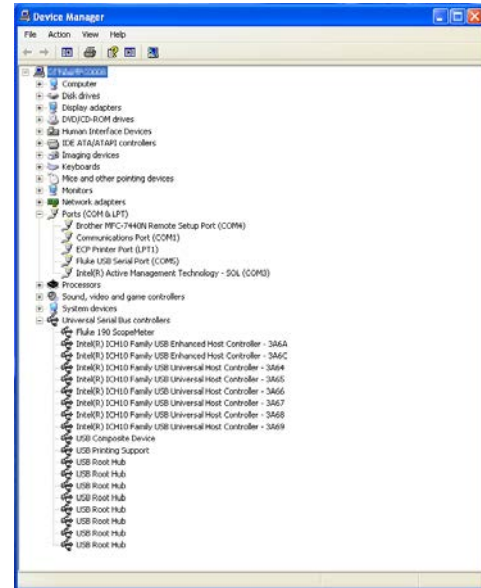 Device Manager
File Action View Help
Computer
Disk drives
Display adapters
DVD/CD-ROM drives
Human Interface Devices
IDE ATA/ATAPI controllers
Imaging devices
Keyboards
Mice and other pointing devices
Monitors
Network adapters
Ports (COM & LPT)
Brother MFC-7440N Remote Setup Port (COM4)
Communications Port (COM1)
ECP Printer Port (LPT1)
Fluke USB Serial Port (COM5)
Intel(R) Active Management Technology - SOL (COM3)
Processors
Sound, video and game controllers
System devices
Universal Serial Bus controllers
Fluke 190 ScopeMeter
Intel(R) ICH10 Family USB Enhanced Host Controller - 3A6A
Intel(R) ICH10 Family USB Enhanced Host Controller - 3A6C
Intel(R) ICH10 Family USB Universal Host Controller - 3A64
Intel(R) ICH10 Family USB Universal Host Controller - 3A65
Intel(R) ICH10 Family USB Universal Host Controller - 3A66
Intel(R) ICH10 Family USB Universal Host Controller - 3A67
Intel(R) ICH10 Family USB Universal Host Controller - 3A68
Intel(R) ICH10 Family USB Universal Host Controller - 3A69
USB Composite Device
USB Printing Support
USB Root Hub
USB Root Hub
USB Root Hub
USB Root Hub
USB Root Hub
USB Root Hub
USB Root Hub
USB Root Hub